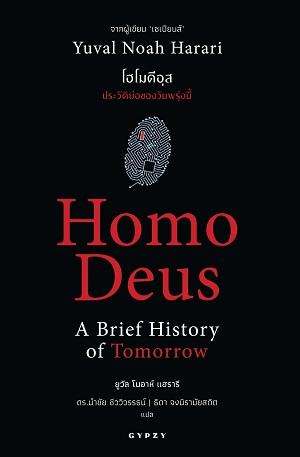 จากผู้เขียน 'เซเปียนส์'
Yuval Noah Harari
โฮโมดีอุส
ประวัติย่อของวันพรุ่งนี้
Homo
Deus
A Brief History
of Tomorrow
ยูวัล โนอาห์ แฮรารี
ดร.นำชัย ชีววิวรรธน์ | ธิดา จงนิรามัยสถิต
แปล
GYPZY